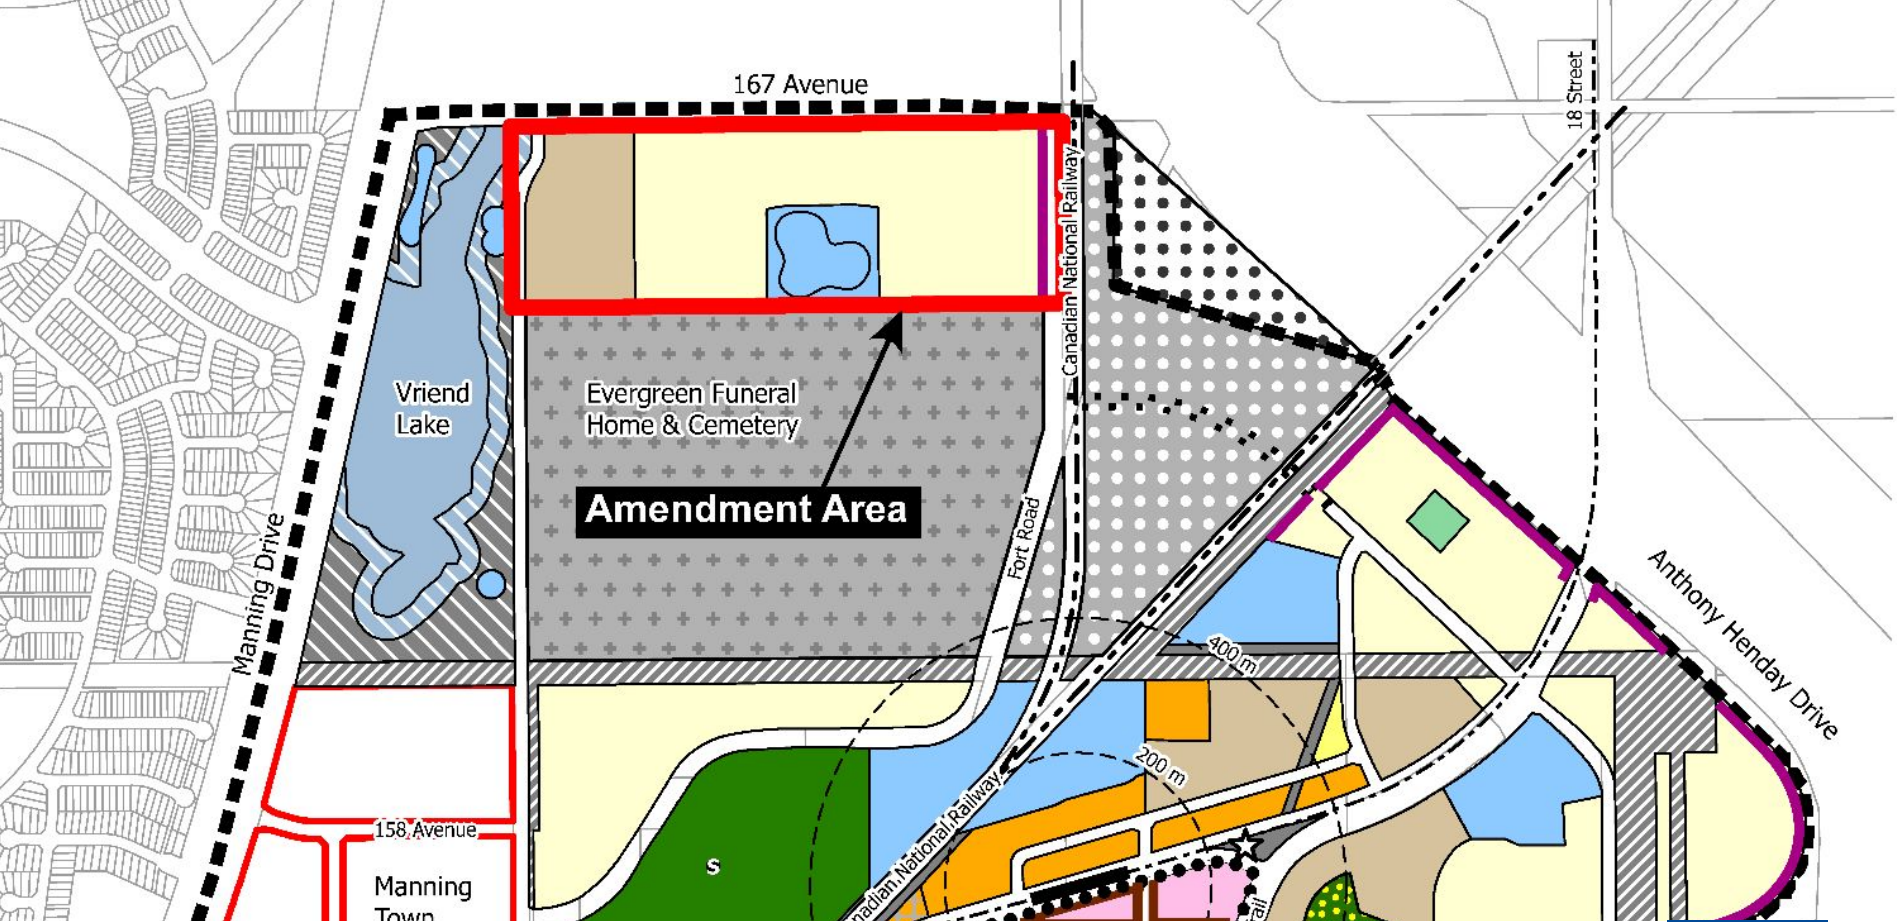 167 Avenue
18 Street
Canadian National Railway
Vriend
Lake
Evergreen Funeral
Home & Cemetery
Amendment Area
Fort Road
Manning Drive
Anthony Henday Drive
400 m
200 m
158 Avenue
Canadian National Railway
s
Manning
Town